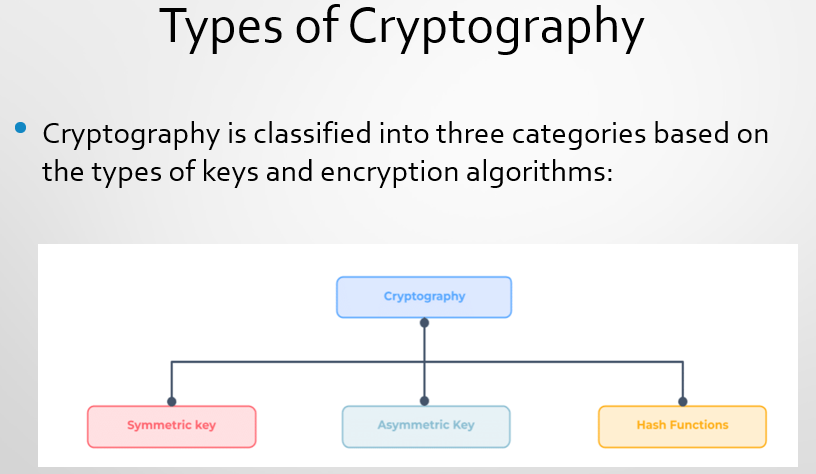 Types of Cryptography
• Cryptography is classified into three categories based on
the types of keys and encryption algorithms:
Cryptography
Symmetric key
Asymmetric Key
Hash Functions